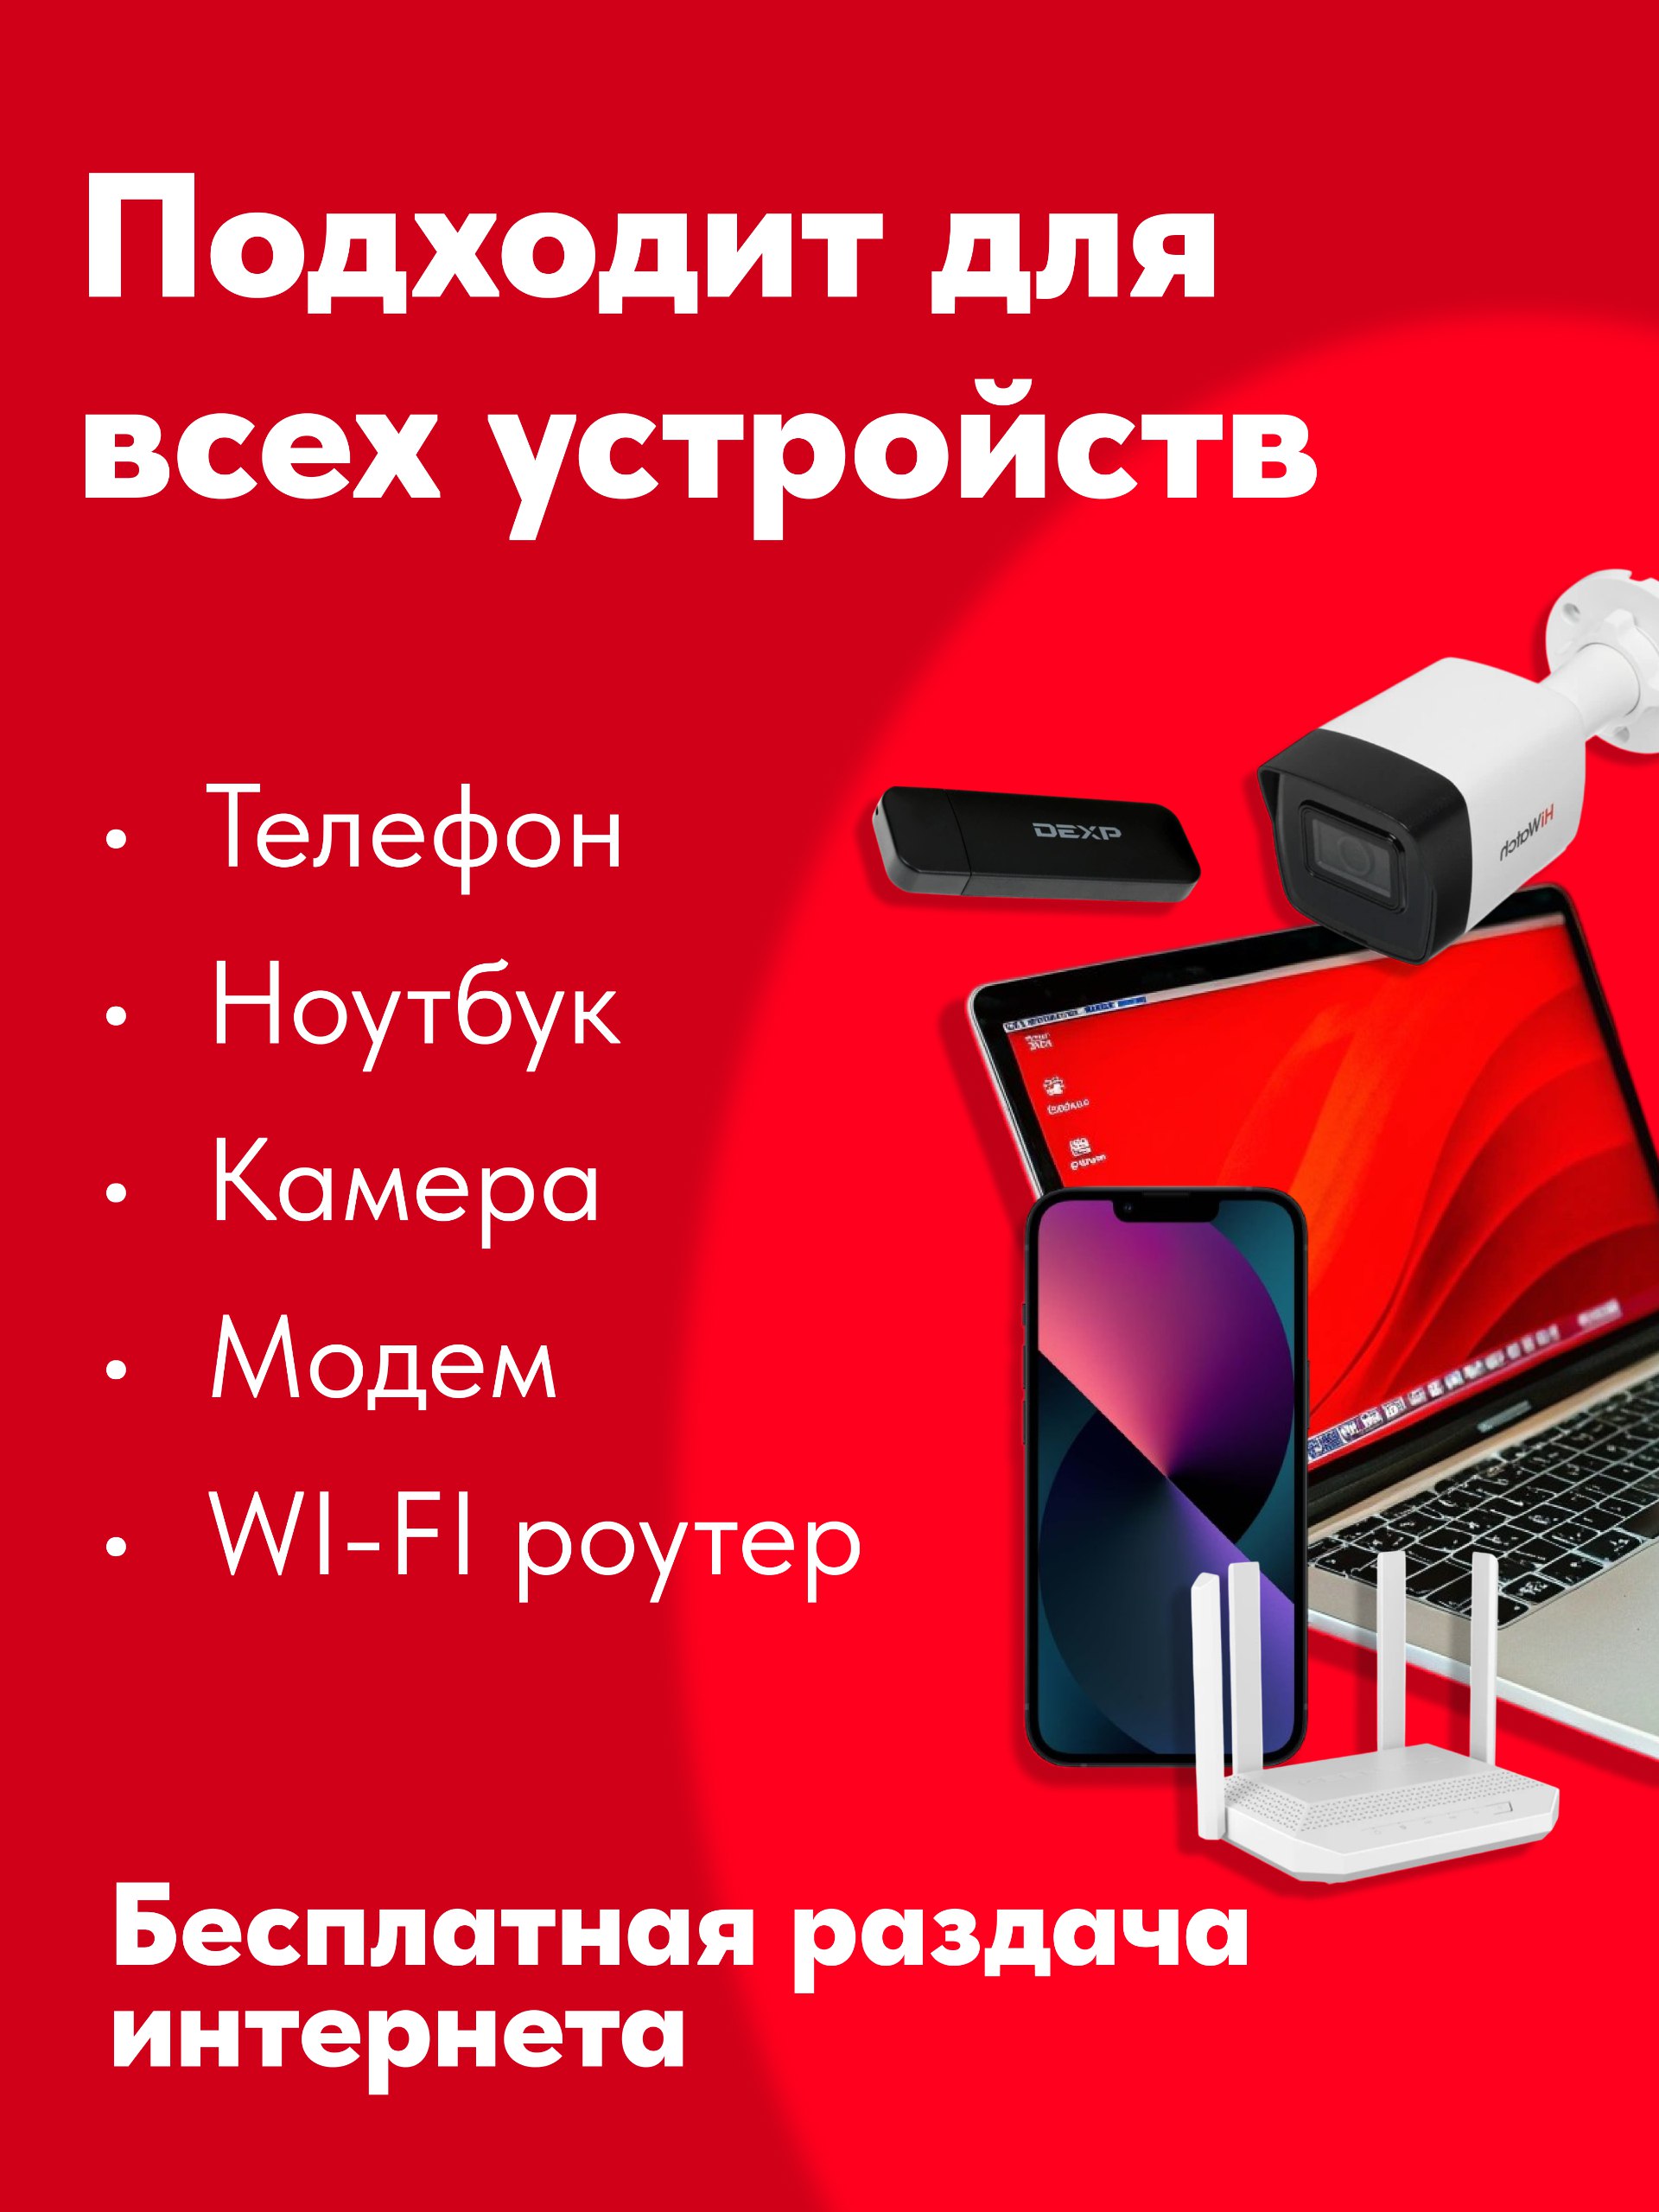 Подходит для
всех устройств
DEXP
HiWatch
• Телефон
• Ноутбук
• Камера
• Модем
• WI-FI роутер
Бесплатная раздача
интернета